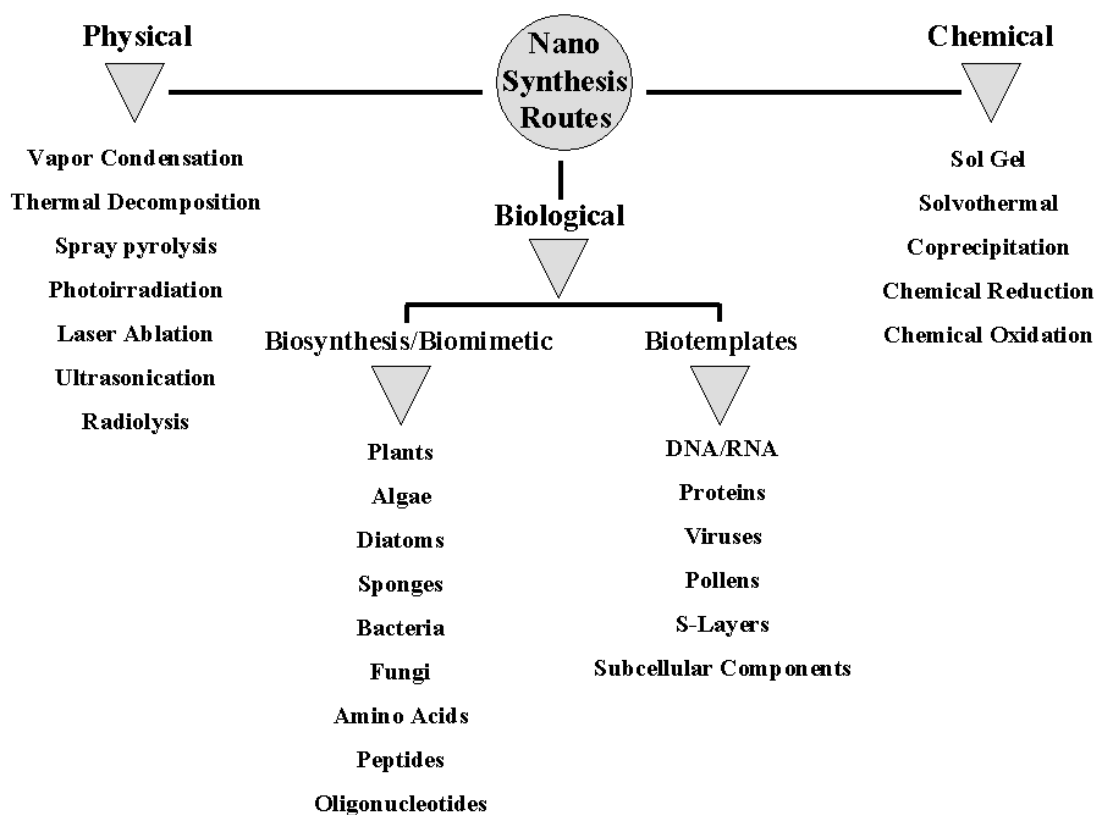 Physical
Nano
Synthesis
Routes
Chemical
Vapor Condensation
Thermal Decomposition
Spray pyrolysis
Photoirradiation
Laser Ablation
Ultrasonication
Radiolysis
Biological
Sol Gel
Solvothermal
Coprecipitation
Chemical Reduction
Chemical Oxidation
Biosynthesis/Biomimetic
Plants
Algae
Diatoms
Sponges
Bacteria
Fungi
Amino Acids
Peptides
Oligonucleotides
Biotemplates
DNA/RNA
Proteins
Viruses
Pollens
S-Layers
Subcellular Components